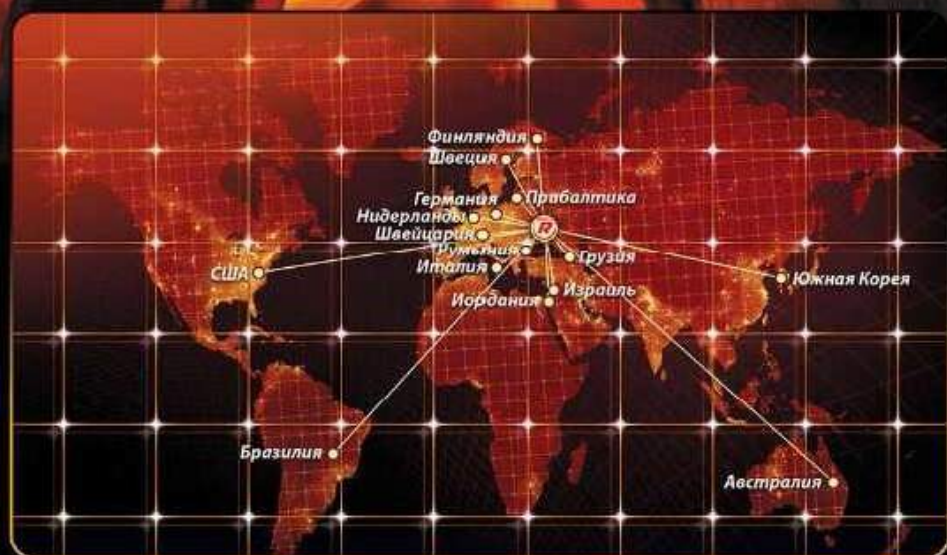 Финляндия
Швеция
Германия
Прибалтика
Нидерланды
Швейцария
Румыния
Грузия
США
Италия
Южная Корея
Израиль
Иордания
Бразилия
Австралия
R